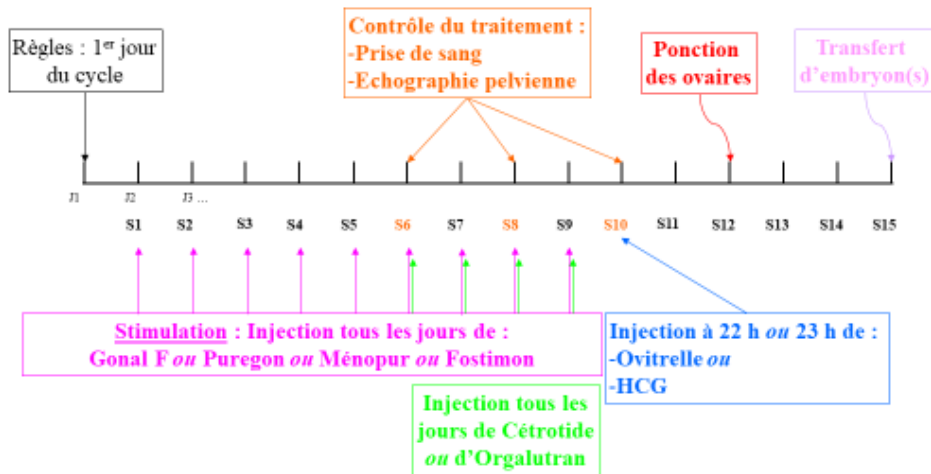 Règles : 1er jour
du cycle
Contrôle du traitement :
-Prise de sang
-Echographie pelvienne
Ponction
des ovaires
Transfert
d'embryon(s)
J1
J2
J3 ...
S1
S2
S3
S4
S5
S6
S7
S8
S9
S10
S11
S12
S13
S14
S15
Stimulation : Injection tous les jours de :
Gonal F ou Puregon ou Ménopur ou Fostimon
Injection à 22 h ou 23 h de :
-Ovitrelle ou
-HCG
Injection tous les
jours de Cétrotide
ou d'Orgalutran